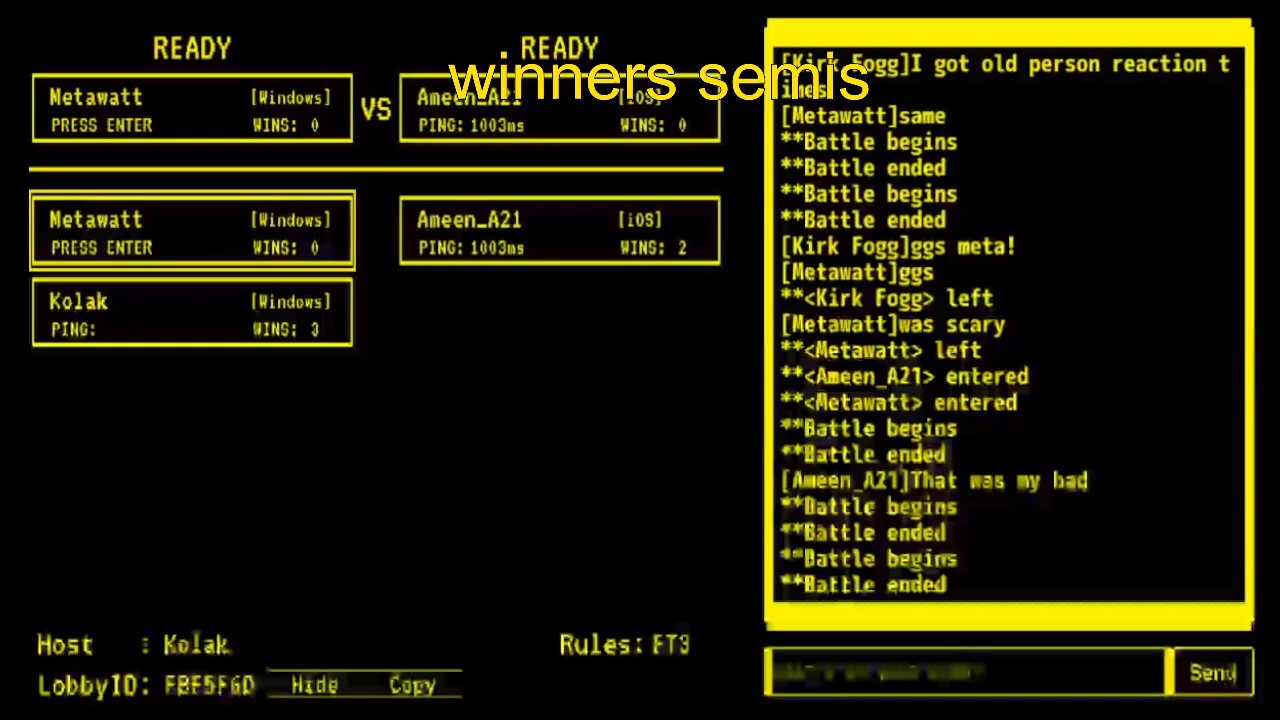 READY
READY
winners semis
Metawatt [Windows]
PRESS ENTER WINS: 0
VS
Ameen_A21 [iOS]
PING: 1003ms WINS: 0
Metawatt [Windows]
PRESS ENTER WINS: 0
Ameen_A21 [iOS]
PING: 1003ms WINS: 2
Kolak [Windows]
PING: WINS: 3
Host : Kolak
Rules: FT3
LobbyID: FBF5F6D Hide Copy
[Kirk Fogg]I got old person reaction t
imes
[Metawatt]same
**Battle begins
**Battle ended
**Battle begins
**Battle ended
[Kirk Fogg]ggs meta!
[Metawatt]ggs
**<Kirk Fogg> left
[Metawatt]was scary
**<Metawatt> left
**<Ameen_A21> entered
**<Metawatt> entered
**Battle begins
**Battle ended
[Ameen_A21]That was my bad
**Battle begins
**Battle ended
**Battle begins
**Battle ended
Send